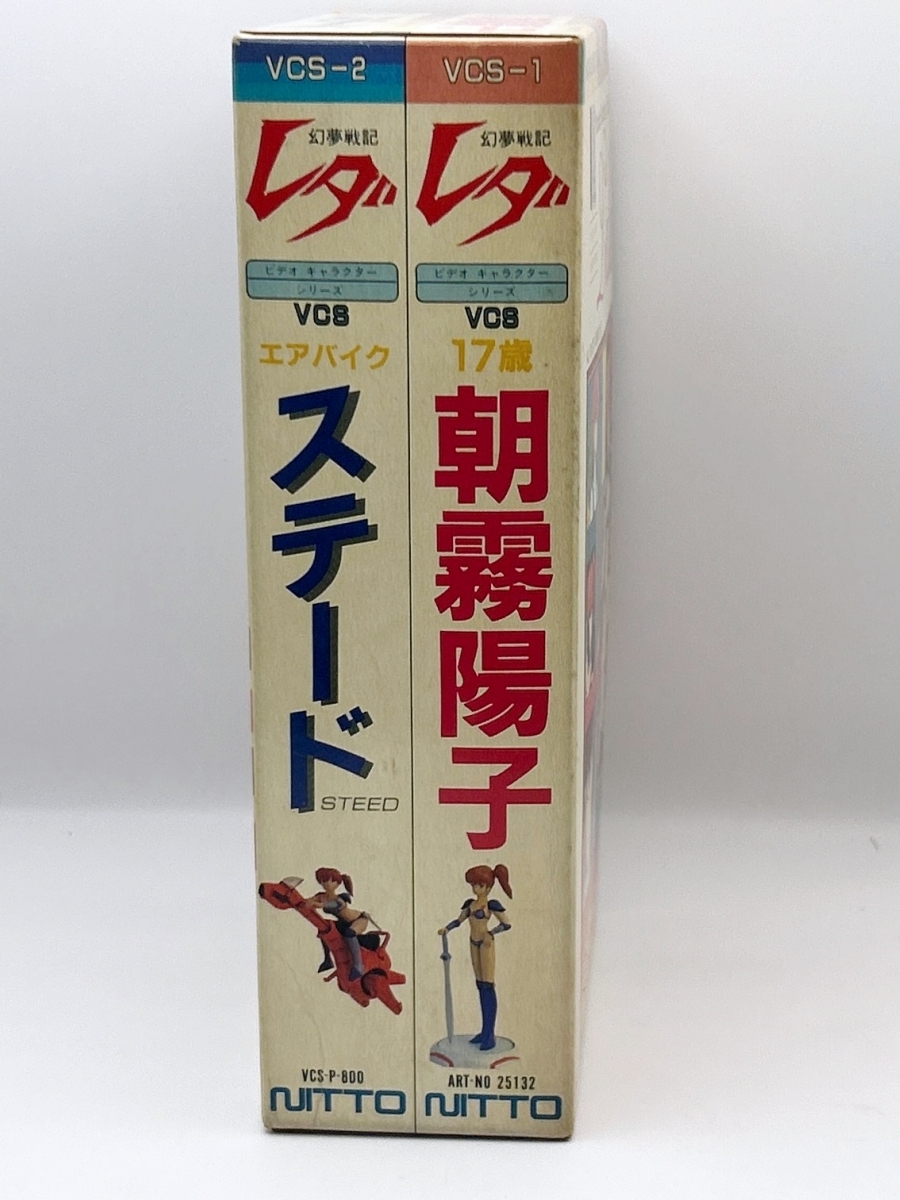 VCS-2
幻夢戦記
レダ
ビデオ キャラクター
シリーズ
VCS
エアバイク
ステード
STEED
VCS-P-800
NITTO
VCS-1
幻夢戦記
レダ
ビデオ キャラクター
シリーズ
VCS
17歳
朝霧陽子
ART-NO 25132
NITTO